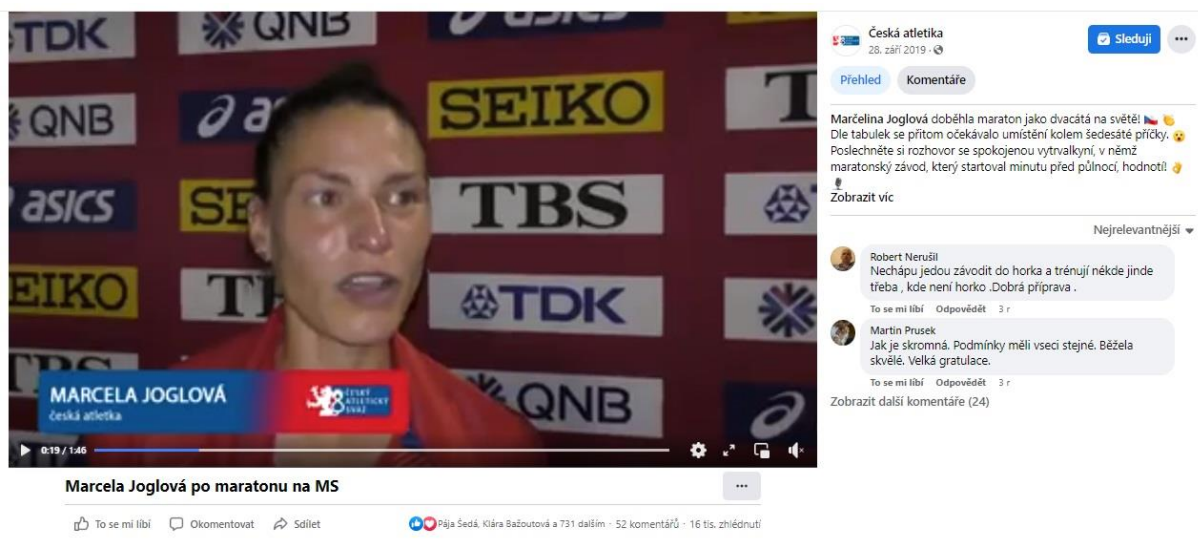 TDK
QNB
asics
QNB
a
SEIKO
T
asics
SE
TBS
EIKO
TDK
TBS
QNB
MARCELA JOGLOVÁ
česká atletka
ČESKÝ
ATLETICKÝ
SVAZ
0:19 / 1:46
Marcela Joglová po maratonu na MS
To se mi líbí
Okomentovat
Sdílet
Pája Šedá, Klára Bažoutová a 731 dalším · 52 komentářů · 16 tis. zhlédnutí
Česká atletika
28. září 2019
Sleduji
Přehled
Komentáře
Marčelina Joglová doběhla maraton jako dvacátá na světě!
Dle tabulek se přitom očekávalo umístění kolem šedesáté příčky.
Poslechněte si rozhovor se spokojenou vytrvalkyní, v němž
maratonský závod, který startoval minutu před půlnocí, hodnotí!
Zobrazit víc
Nejrelevantnější
Robert Nerušil
Nechápu jedou závodit do horka a trénují někde jinde
třeba , kde není horko .Dobrá příprava .
To se mi líbí Odpovědět 3 r
Martin Prusek
Jak je skromná. Podmínky měli vseci stejné. Běžela
skvělé. Velká gratulace.
To se mi líbí Odpovědět 3 r
Zobrazit další komentáře (24)